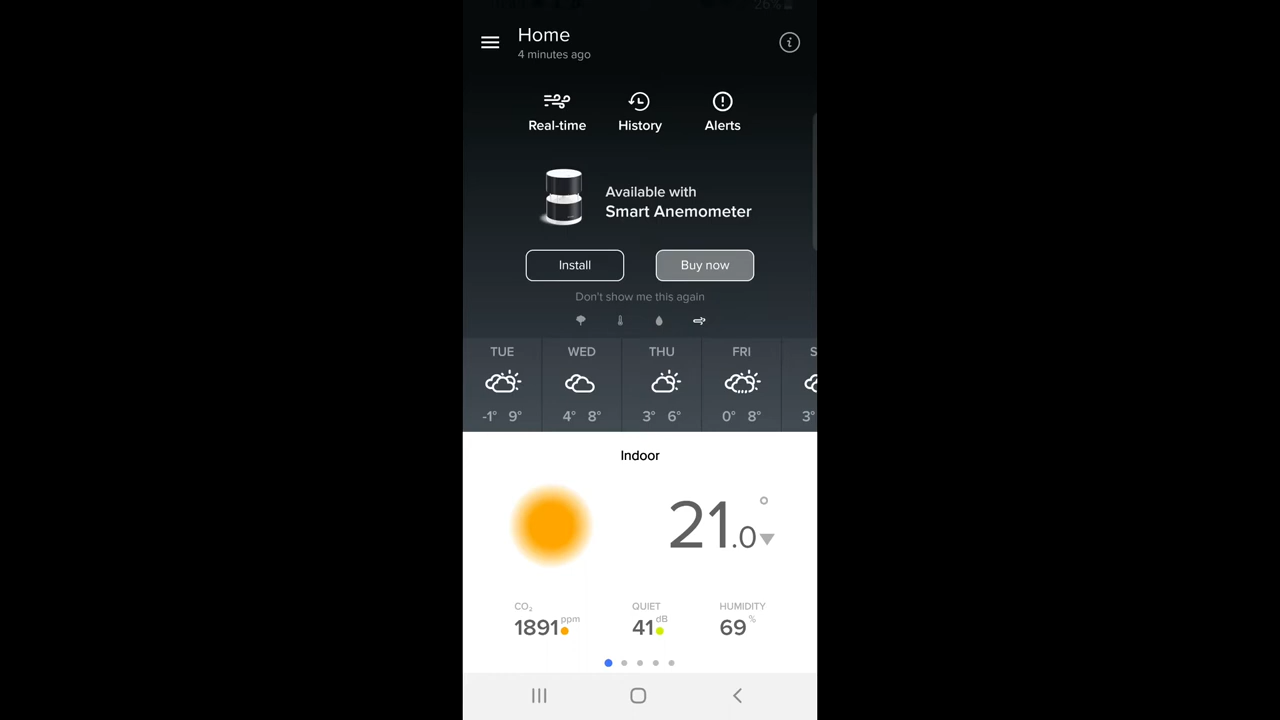 26%
Home
4 minutes ago
Real-time History Alerts
Available with
Smart Anemometer
Install Buy now
Don't show me this again
TUE WED THU FRI S
-1° 9° 4° 8° 3° 6° 0° 8° 3°
Indoor
21.0°
CO₂ QUIET HUMIDITY
1891 ppm 41 dB 69 %